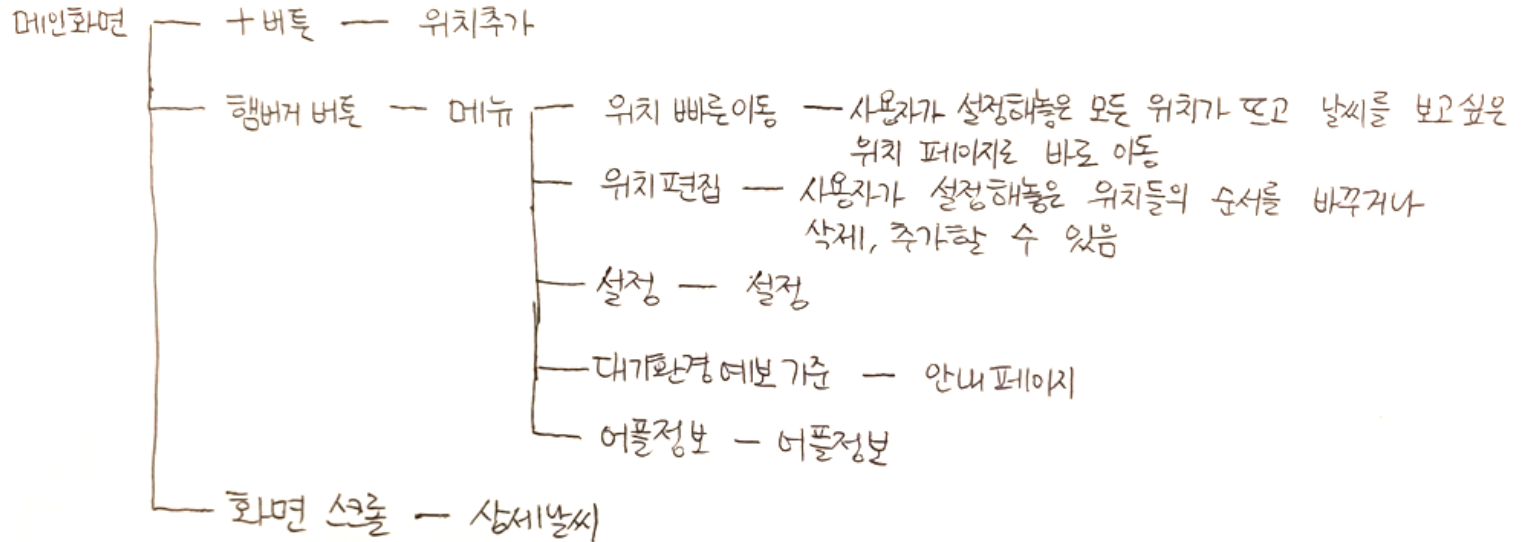 메인화면 + 버튼 위치추가
햄버거 버튼 메뉴 위치 빠른이동 사용자가 설정해놓은 모든 위치가 뜨고 날씨를 보고싶은
위치 페이지로 바로 이동
위치편집 사용자가 설정해놓은 위치들의 순서를 바꾸거나
삭제, 추가할 수 있음
설정 설정
대기환경예보기준 안내페이지
어플정보 어플정보
화면 스크롤 상세날씨